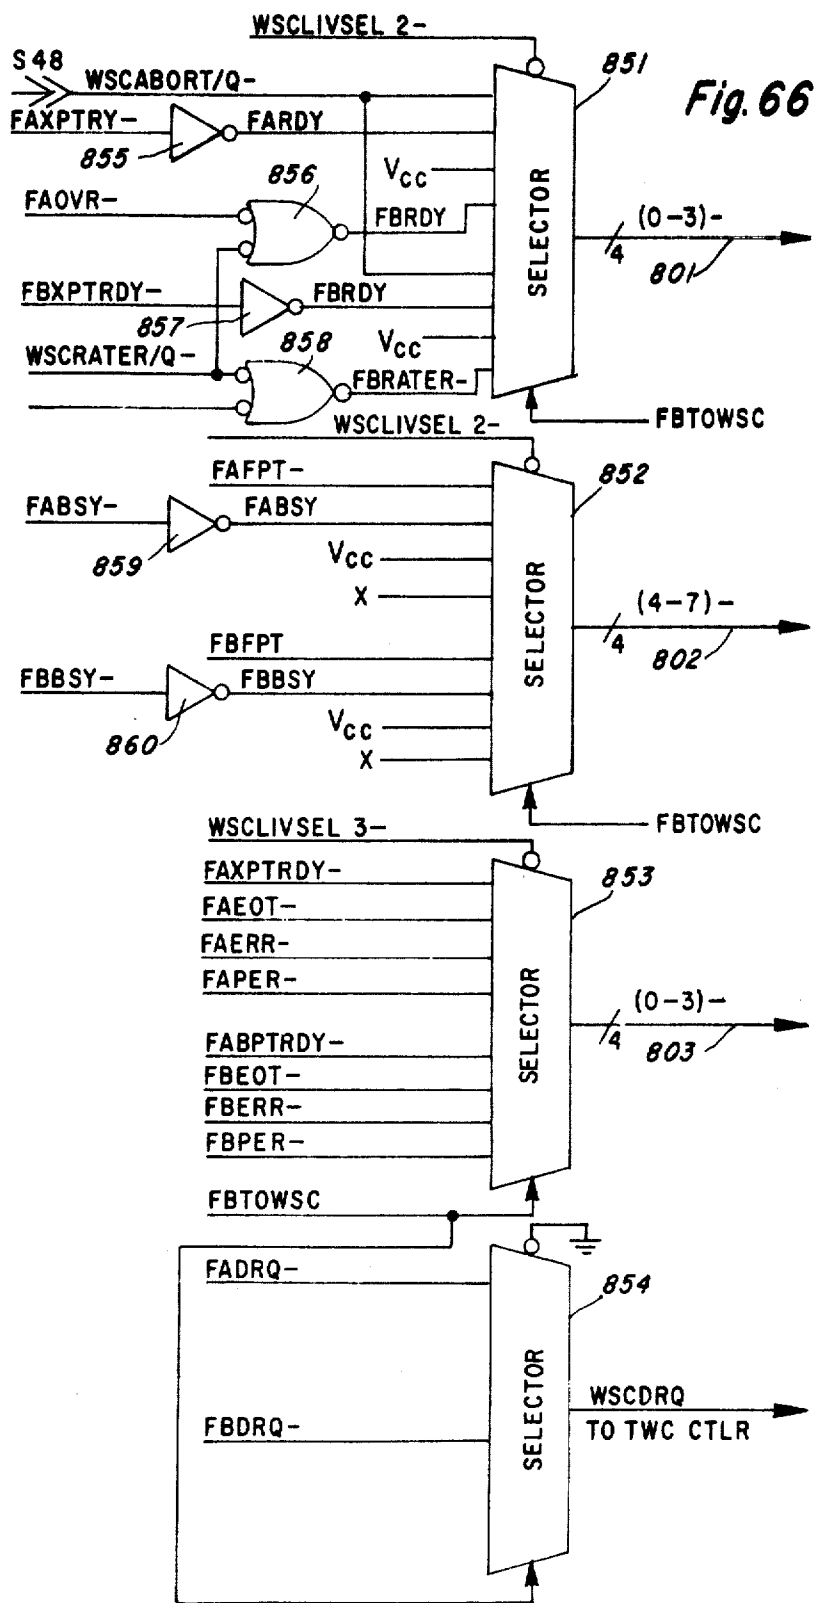 WSCLIVSEL 2-
851
Fig. 66
S48
WSCABORT/Q-
FAXPTRY-
855
FARDY
VCC
856
FAOVR-
FBRDY
SELECTOR
(0-3)-
4
801
FBXPTRDY-
857
FBRDY
VCC
858
WSCRATER/Q-
FBRATER-
FBTOWSC
WSCLIVSEL 2-
852
FAFPT-
FABSY-
FABSY
859
VCC
X
SELECTOR
(4-7)-
4
802
FBFPT
FBBSY-
FBBSY
860
VCC
X
FBTOWSC
WSCLIVSEL 3-
853
FAXPTRDY-
FAEOT-
FAERR-
FAPER-
SELECTOR
(0-3)-
4
803
FABPTRDY-
FBEOT-
FBERR-
FBPER-
FBTOWSC
FADRQ-
854
SELECTOR
WSCDRQ
TO TWC CTLR
FBDRQ-